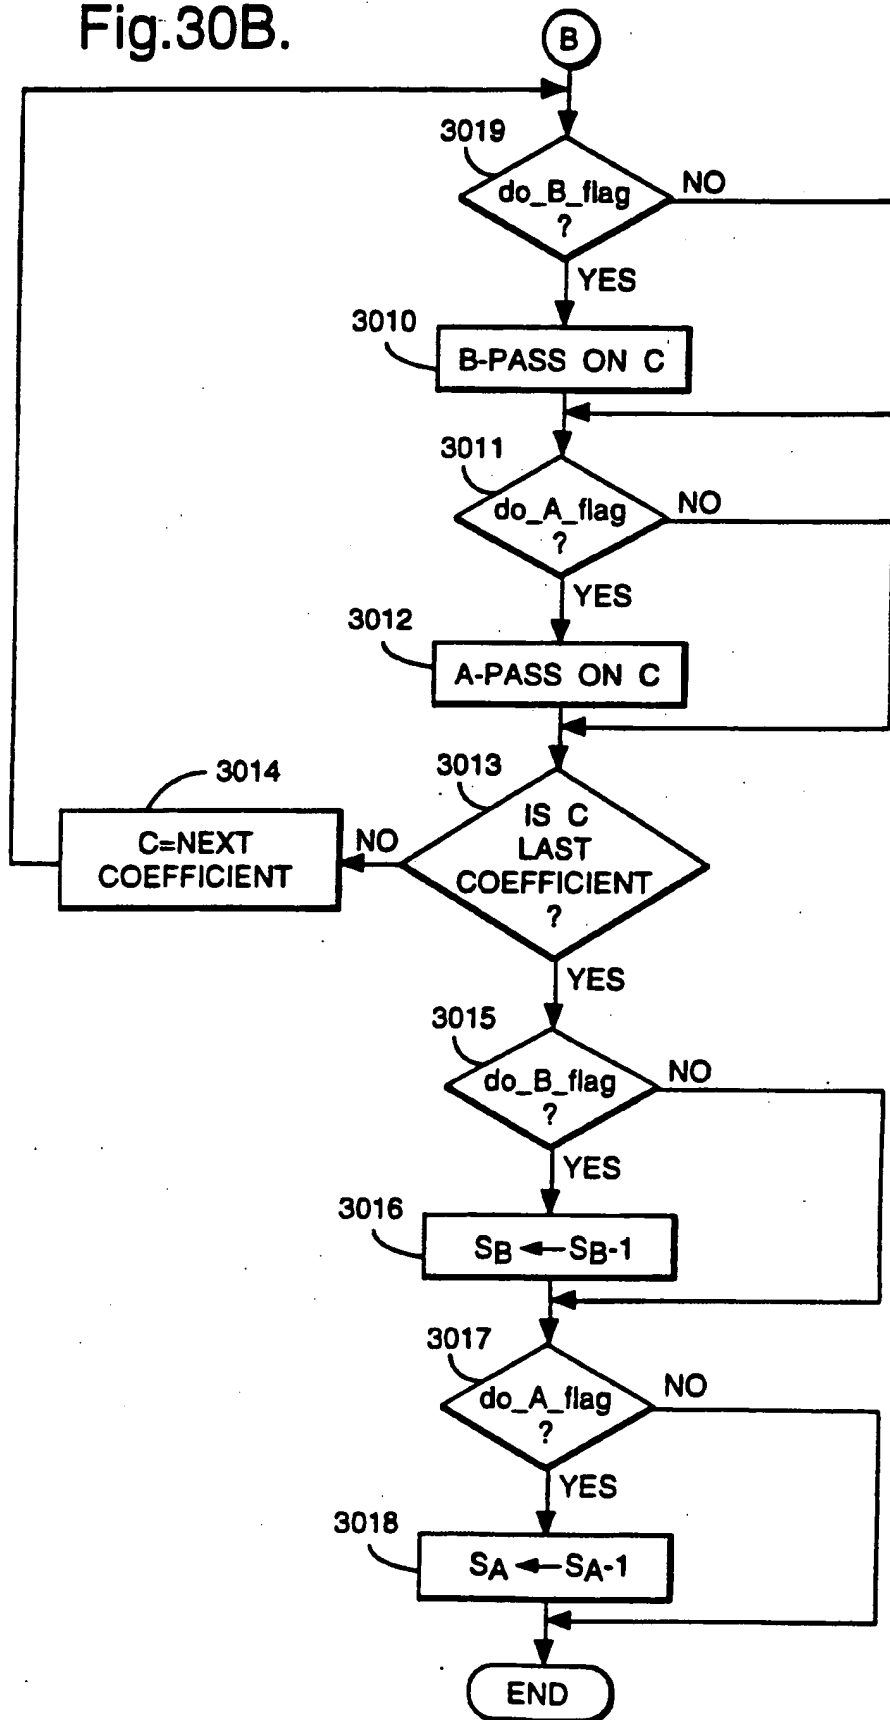 Fig.30B.
B
3019
do_B_flag
?
NO
YES
3010
B-PASS ON C
3011
do_A_flag
?
NO
YES
3012
A-PASS ON C
3013
IS C
LAST
COEFFICIENT
?
NO
3014
C=NEXT
COEFFICIENT
YES
3015
do_B_flag
?
NO
YES
3016
SB ←SB-1
3017
do_A_flag
?
NO
YES
3018
SA ←SA-1
END